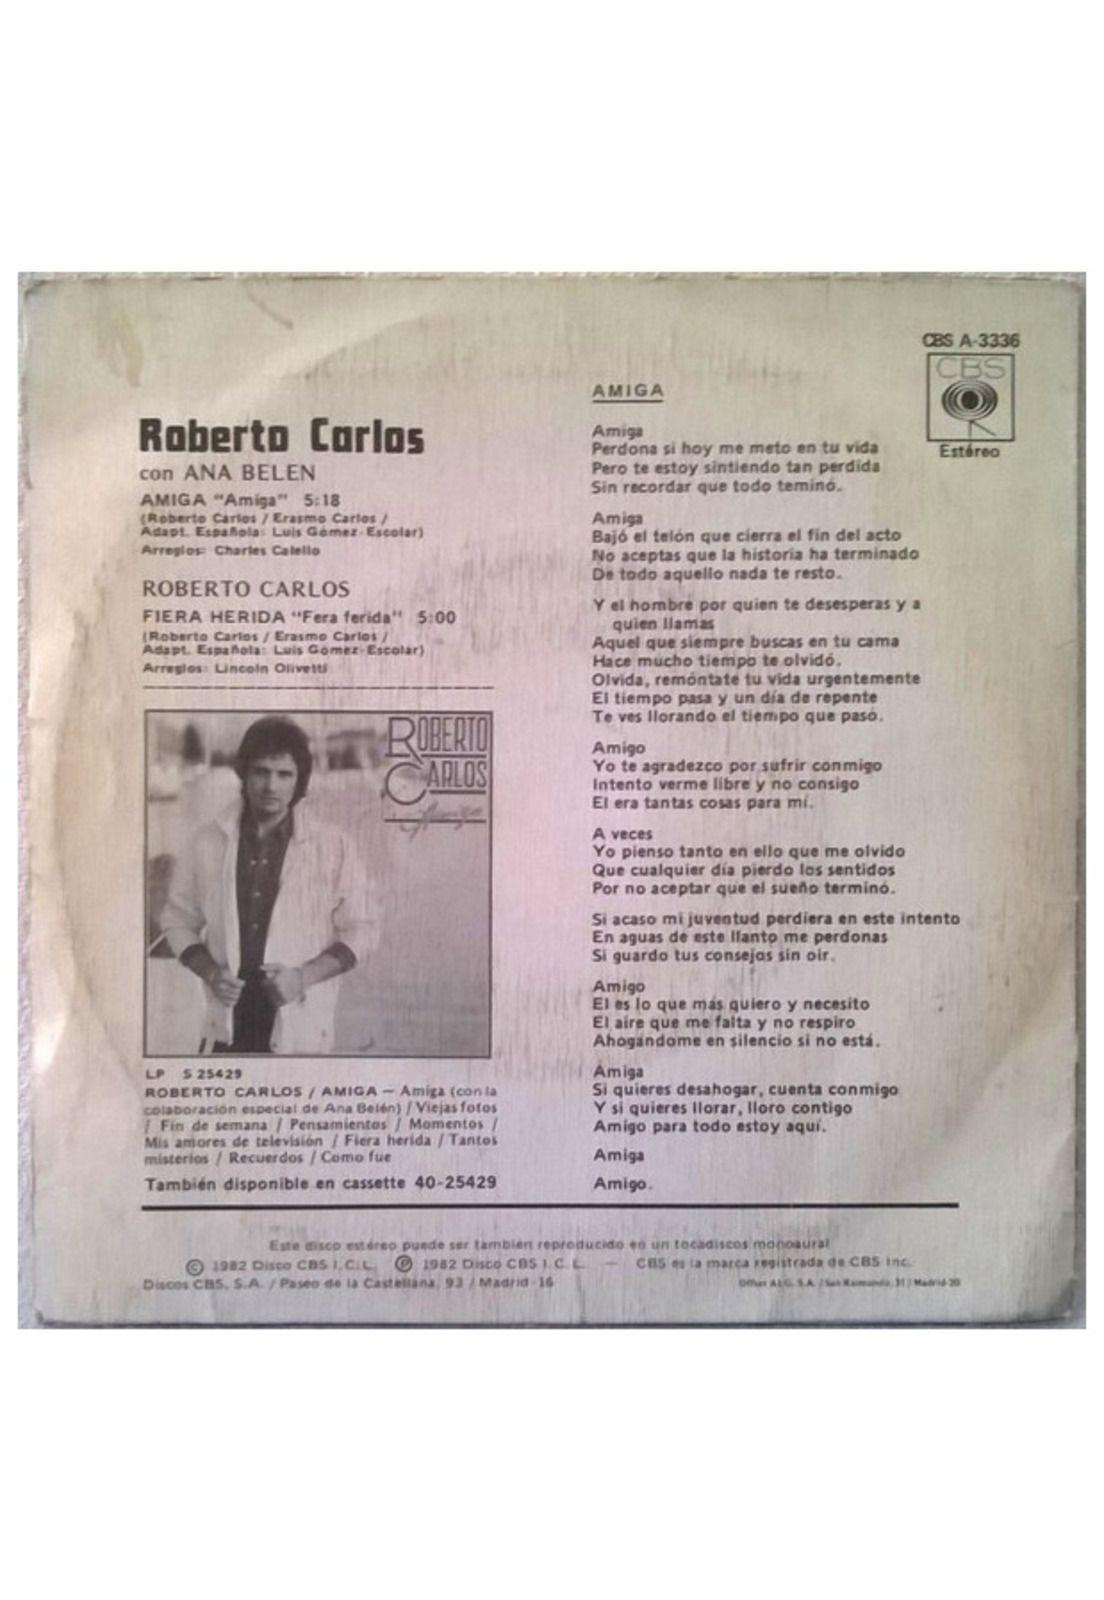 CBS A-3336
CBS
Estéreo
Roberto Carlos
con ANA BELEN
AMIGA "Amiga" 5:18
(Roberto Carlos / Erasmo Carlos /
Adapt. Española: Luis Gómez-Escolar)
Arreglos: Charles Calello
ROBERTO CARLOS
FIERA HERIDA "Fera ferida" 5:00
(Roberto Carlos / Erasmo Carlos /
Adapt. Española: Luis Gómez-Escolar)
Arreglos: Lincoln Olivetti
ROBERTO
CARLOS
Amiga
LP S 25429
ROBERTO CARLOS / AMIGA — Amiga (con la
colaboración especial de Ana Belén) / Viejas fotos
/ Fin de semana / Pensamientos / Momentos /
Mis amores de televisión / Fiera herida / Tantos
misterios / Recuerdos / Como fue
También disponible en cassette 40-25429
AMIGA
Amiga
Perdona si hoy me meto en tu vida
Pero te estoy sintiendo tan perdida
Sin recordar que todo teminó.
Amiga
Bajó el telón que cierra el fin del acto
No aceptas que la historia ha terminado
De todo aquello nada te resto.
Y el hombre por quien te desesperas y a
quien llamas
Aquel que siempre buscas en tu cama
Hace mucho tiempo te olvidó.
Olvida, remóntate tu vida urgentemente
El tiempo pasa y un día de repente
Te ves llorando el tiempo que pasó.
Amigo
Yo te agradezco por sufrir conmigo
Intento verme libre y no consigo
El era tantas cosas para mí.
A veces
Yo pienso tanto en ello que me olvido
Que cualquier día pierdo los sentidos
Por no aceptar que el sueño terminó.
Si acaso mi juventud perdiera en este intento
En aguas de este llanto me perdonas
Si guardo tus consejos sin oir.
Amigo
El es lo que más quiero y necesito
El aire que me falta y no respiro
Ahogándome en silencio si no está.
Amiga
Si quieres desahogar, cuenta conmigo
Y si quieres llorar, lloro contigo
Amigo para todo estoy aquí.
Amiga
Amigo.
Este disco estéreo puede ser también reproducido en un tocadiscos monoaural
© 1982 Disco CBS I.C.L. ℗ 1982 Disco CBS I.C.L. — CBS es la marca registrada de CBS Inc.
Discos CBS, S.A. / Paseo de la Castellana, 93 / Madrid-16
Offset ALG, S.A. / San Raimundo, 31 / Madrid-20